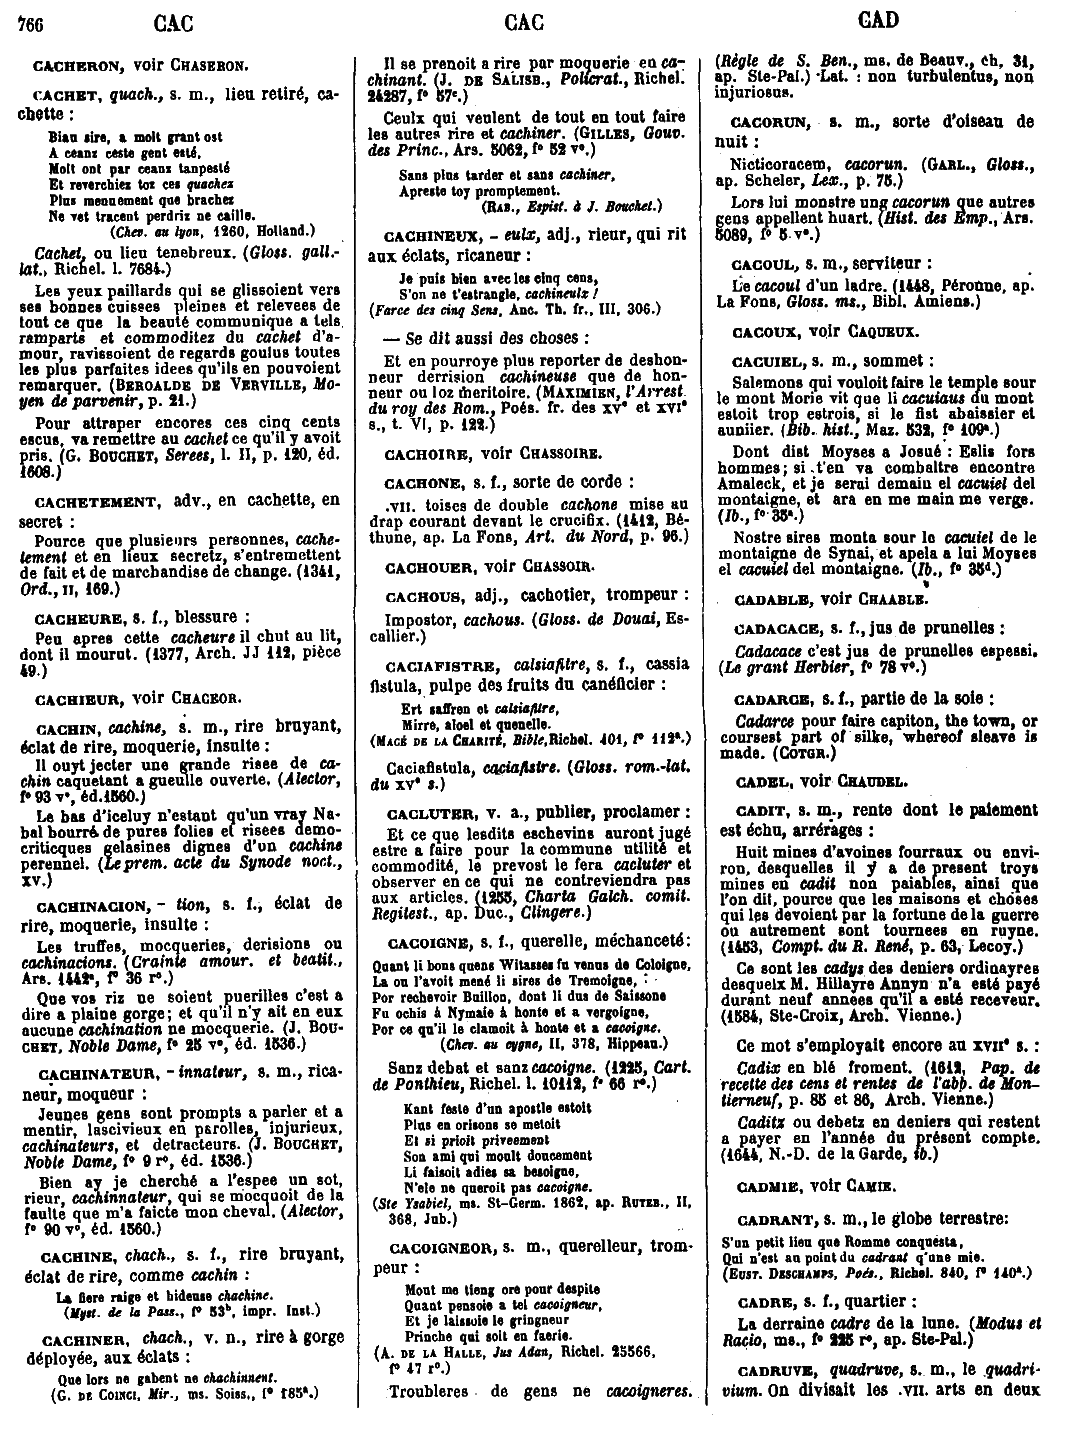 766 CAC CAC CAD
CACHERON, voir CHASERON.
CACHET, quach., s. m., lieu retiré, ca-
chette :
Biau sire, a molt grant ost
A ceanz ceste gent esté,
Molt ont par ceanz tanpesté
Et reverchiez toz ces quachez
Plus menuement que brachez
Ne vet tracent perdriz ne caille.
(Chev. au lyon, 1260, Holland.)
Cachet, ou lieu tenebreux. (Gloss. gall.-
lat., Richel. l. 7684.)
Les yeux paillards qui se glissoient vers
ses bonnes cuisses pleines et relevees de
tout ce que la beauté communique a tels
ramparts et commoditez du cachet d'a-
mour, ravissoient de regards goulus toutes
les plus parfaites idees qu'ils en pouvoient
remarquer. (BEROALDE DE VERVILLE, Mo-
yen de parvenir, p. 21.)
Pour attraper encores ces cinq cents
escus, va remettre au cachet ce qu'il y avoit
pris. (G. BOUCHET, Serees, l. II, p. 120, éd.
1608.)
CACHETEMENT, adv., en cachette, en
secret :
Pource que plusieurs personnes, cache-
tement et en lieux secretz, s'entremettent
de fait et de marchandise de change. (1341,
Ord., II, 169.)
CACHEURE, s. f., blessure :
Peu apres cette cacheure il chut au lit,
dont il mourut. (1377, Arch. JJ 112, pièce
49.)
CACHIEUR, voir CHACEOR.
CACHIN, cachine, s. m., rire bruyant,
éclat de rire, moquerie, insulte :
Il ouyt jecter une grande risee de ca-
chin caquetant a gueulle ouverte. (Alector,
f° 93 v°, éd. 1560.)
Le bas d'iceluy n'estant qu'un vray Na-
bal bourré de pures folies et risees demo-
criticques gelasines dignes d'un cachine
perennel. (Le prem. acte du Synode noct.,
XV.)
CACHINACION, - tion, s. f., éclat de
rire, moquerie, insulte :
Les truffes, mocqueries, derisions ou
cachinacions. (Crainte amour. et beatit.,
Ars. 1442ª, f° 36 r°.)
Que vos riz ne soient puerilles c'est a
dire a plaine gorge; et qu'il n'y ait en eux
aucune cachination ne mocquerie. (J. BOU-
CHET, Noble Dame, f° 25 v°, éd. 1536.)
CACHINATEUR, - innateur, s. m., rica-
neur, moqueur :
Jeunes gens sont prompts a parler et a
mentir, lascivieux en parolles, injurieux,
cachinateurs, et detracteurs. (J. BOUCHET,
Noble Dame, f° 9 r°, éd. 1536.)
Bien ay je cherché a l'espee un sot,
rieur, cachinnateur, qui se mocquoit de la
faulte que m'a faicte mon cheval. (Alector,
f° 90 v°, éd. 1560.)
CACHINE, chach., s. f., rire bruyant,
éclat de rire, comme cachin :
La fiere raige et hideuse chachine.
(Myst. de la Pass., f° 53ᵇ, impr. Inst.)
CACHINER, chach., v. n., rire à gorge
déployée, aux éclats :
Que lors ne gabent ne chachinnent.
(G. DE COINCI, Mir., ms. Soiss., f° 185ª.)
Il se prenoit a rire par moquerie en ca-
chinant. (J. DE SALISB., Policrat., Richel.
24287, f° 57ᶜ.)
Ceulx qui veulent de tout en tout faire
les autres rire et cachiner. (GILLES, Gouv.
des Princ., Ars. 5062, f° 52 v°.)
Sans plus tarder et sans cachiner,
Apreste toy promptement.
(RAB., Espist. à J. Bouchet.)
CACHINEUX, - eulx, adj., rieur, qui rit
aux éclats, ricaneur :
Je puis bien avec les cinq cens,
S'on ne t'estrangle, cachineulx !
(Farce des cinq Sens, Anc. Th. fr., III, 306.)
— Se dit aussi des choses :
Et en pourroye plus reporter de deshon-
neur derrision cachineuse que de hon-
neur ou loz meritoire. (MAXIMIEN, l'Arrest
du roy des Rom., Poés. fr. des XVᵉ et XVIᵉ
s., t. VI, p. 122.)
CACHOIRE, voir CHASSOIRE.
CACHONE, s. f., sorte de corde :
.VII. toises de double cachone mise au
drap courant devant le crucifix. (1412, Bé-
thune, ap. La Fons, Art. du Nord, p. 96.)
CACHOUER, voir CHASSOIR.
CACHOUS, adj., cachotier, trompeur :
Impostor, cachous. (Gloss. de Douai, Es-
callier.)
CACIAFISTRE, calsiafitre, s. f., cassia
fistula, pulpe des fruits du canéficier :
Ert saffren et calsiafitre,
Mirre, aloel et quenelle.
(MACÉ DE LA CHARITÉ, Bible, Richel. 401, f° 112ª.)
Caciafistula, caciafistre. (Gloss. rom.-lat.
du XVᵉ s.)
CACLUTER, v. a., publier, proclamer :
Et ce que lesdits eschevins auront jugé
estre a faire pour la commune utilité et
commodité, le prevost le fera cacluter et
observer en ce qui ne contreviendra pas
aux articles. (1255, Charta Galch. comit.
Regitest., ap. Duc., Clingere.)
CACOIGNE, s. f., querelle, méchanceté :
Quant li bons quens Witasses fu venus de Coloigne,
La ou l'avoit mené li sires de Tremoigne,
Por rechevoir Buillon, dont li dus de Saissone
Fu ochis à Nymaie à honte et a vergoigne,
Por ce qu'il le clamoit à honte et a cacoigne.
(Chev. au cygne, II, 378, Hippeau.)
Sanz debat et sanz cacoigne. (1225, Cart.
de Ponthieu, Richel. l. 10112, f° 66 r°.)
Kant feste d'un apostle estoit
Plus en orisons se metoit
Et si prioit priveement
Son ami qui moult doucement
Li faisoit adies sa besoigne,
N'ele ne queroit pas cacoigne.
(Ste Ysabiel, ms. St-Germ. 1862, ap. RUTEB., II,
368, Jub.)
CACOIGNEOR, s. m., querelleur, trom-
peur :
Mout me tieng ore pour despite
Quant pensoie a tel cacoigneur,
Et je laissoie le gringneur
Prinche qui soit en faerie.
(A. DE LA HALLE, Jus Adan, Richel. 25566,
f° 47 r°.)
Troubleres de gens ne cacoigneres.
(Régle de S. Ben., ms. de Beauv., ch. 31,
ap. Ste-Pal.) Lat. : non turbulentus, non
injuriosus.
CACORUN, s. m., sorte d'oiseau de
nuit :
Nicticoracem, cacorun. (GARL., Gloss.,
ap. Scheler, Lex., p. 75.)
Lors lui monstre ung cacorun que autres
gens appellent huart. (Hist. des Emp., Ars.
5089, f° 5 v°.)
CACOUL, s. m., serviteur :
Le cacoul d'un ladre. (1448, Péronne, ap.
La Fons, Gloss. ms., Bibl. Amiens.)
CACOUX, voir CAQUEUX.
CACUIEL, s. m., sommet :
Salemons qui vouloit faire le temple sour
le mont Morie vit que li cacuiaus du mont
estoit trop estrois, si le fist abaissier et
auniier. (Bib. hist., Maz. 532, f° 109ª.)
Dont dist Moyses a Josué : Eslis fors
hommes; si t'en va combattre encontre
Amaleck, et je serai demain el cacuiel del
montaigne, et ara en me main me verge.
(Ib., f° 35ª.)
Nostre sires monta sour le cacuiel de le
montaigne de Synai, et apela a lui Moyses
el cacuiel del montaigne. (Ib., f° 35ᵈ.)
CADABLE, voir CHAABLE.
CADACACE, s. f., jus de prunelles :
Cadacace c'est jus de prunelles espessi.
(Le grant Herbier, f° 78 v°.)
CADARCE, s. f., partie de la soie :
Cadarce pour faire capiton, the town, or
coursest part of silke, whereof sleave is
made. (COTGR.)
CADEL, voir CHAUDEL.
CADIT, s. m., rente dont le paiement
est échu, arrérages :
Huit mines d'avoines fourraux ou envi-
ron, desquelles il y a de present troys
mines en cadit non paiables, ainsi que
l'on dit, pource que les maisons et choses
qui les devoient par la fortune de la guerre
ou autrement sont tournees en ruyne.
(1453, Compt. du R. René, p. 63, Lecoy.)
Ce sont les cadys des deniers ordinayres
desqueix M. Hillayre Annyn n'a esté payé
durant neuf annees qu'il a esté receveur.
(1584, Ste-Croix, Arch. Vienne.)
Ce mot s'employait encore au XVIIᵉ s. :
Cadix en blé froment. (1612, Pap. de
recette des cens et rentes de l'abb. de Mon-
tierneuf, p. 85 et 86, Arch. Vienne.)
Caditz ou debetz en deniers qui restent
a payer en l'année du présent compte.
(1644, N.-D. de la Garde, ib.)
CADMIE, voir CAMIE.
CADRANT, s. m., le globe terrestre:
S'un petit lieu que Romme conquesta,
Qui n'est au point du cadrant q'une mie.
(EUST. DESCHAMPS, Poés., Richel. 840, f° 140ª.)
CADRE, s. f., quartier :
La derraine cadre de la lune. (Modus et
Racio, ms., f° 225 r°, ap. Ste-Pal.)
CADRUVE, quadruve, s. m., le quadri-
vium. On divisait les .VII. arts en deux